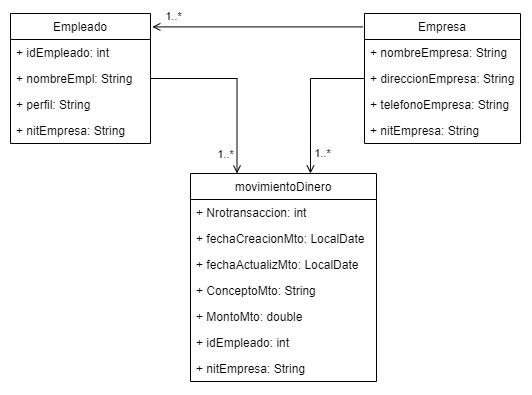 Empleado
+ idEmpleado: int
+ nombreEmpl: String
+ perfil: String
+ nitEmpresa: String
1..*
Empresa
+ nombreEmpresa: String
+ direccionEmpresa: String
+ telefonoEmpresa: String
+ nitEmpresa: String
1..*
1..*
movimientoDinero
+ Nrotransaccion: int
+ fechaCreacionMto: LocalDate
+ fechaActualizMto: LocalDate
+ ConceptoMto: String
+ MontoMto: double
+ idEmpleado: int
+ nitEmpresa: String